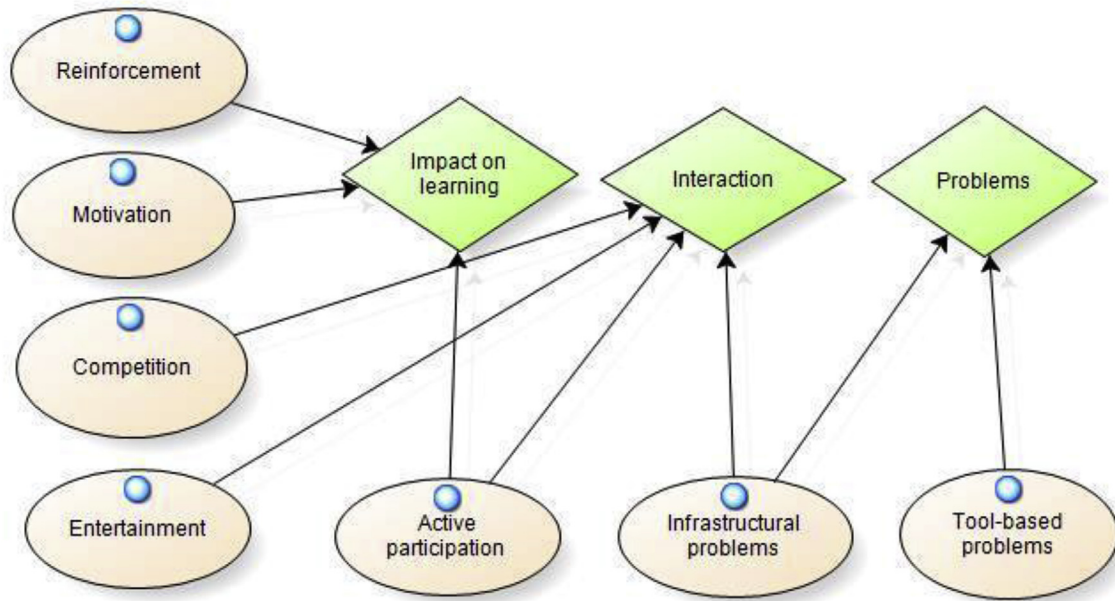 Reinforcement
Impact on
learning
Interaction
Problems
Motivation
Competition
Entertainment
Active
participation
Infrastructural
problems
Tool-based
problems